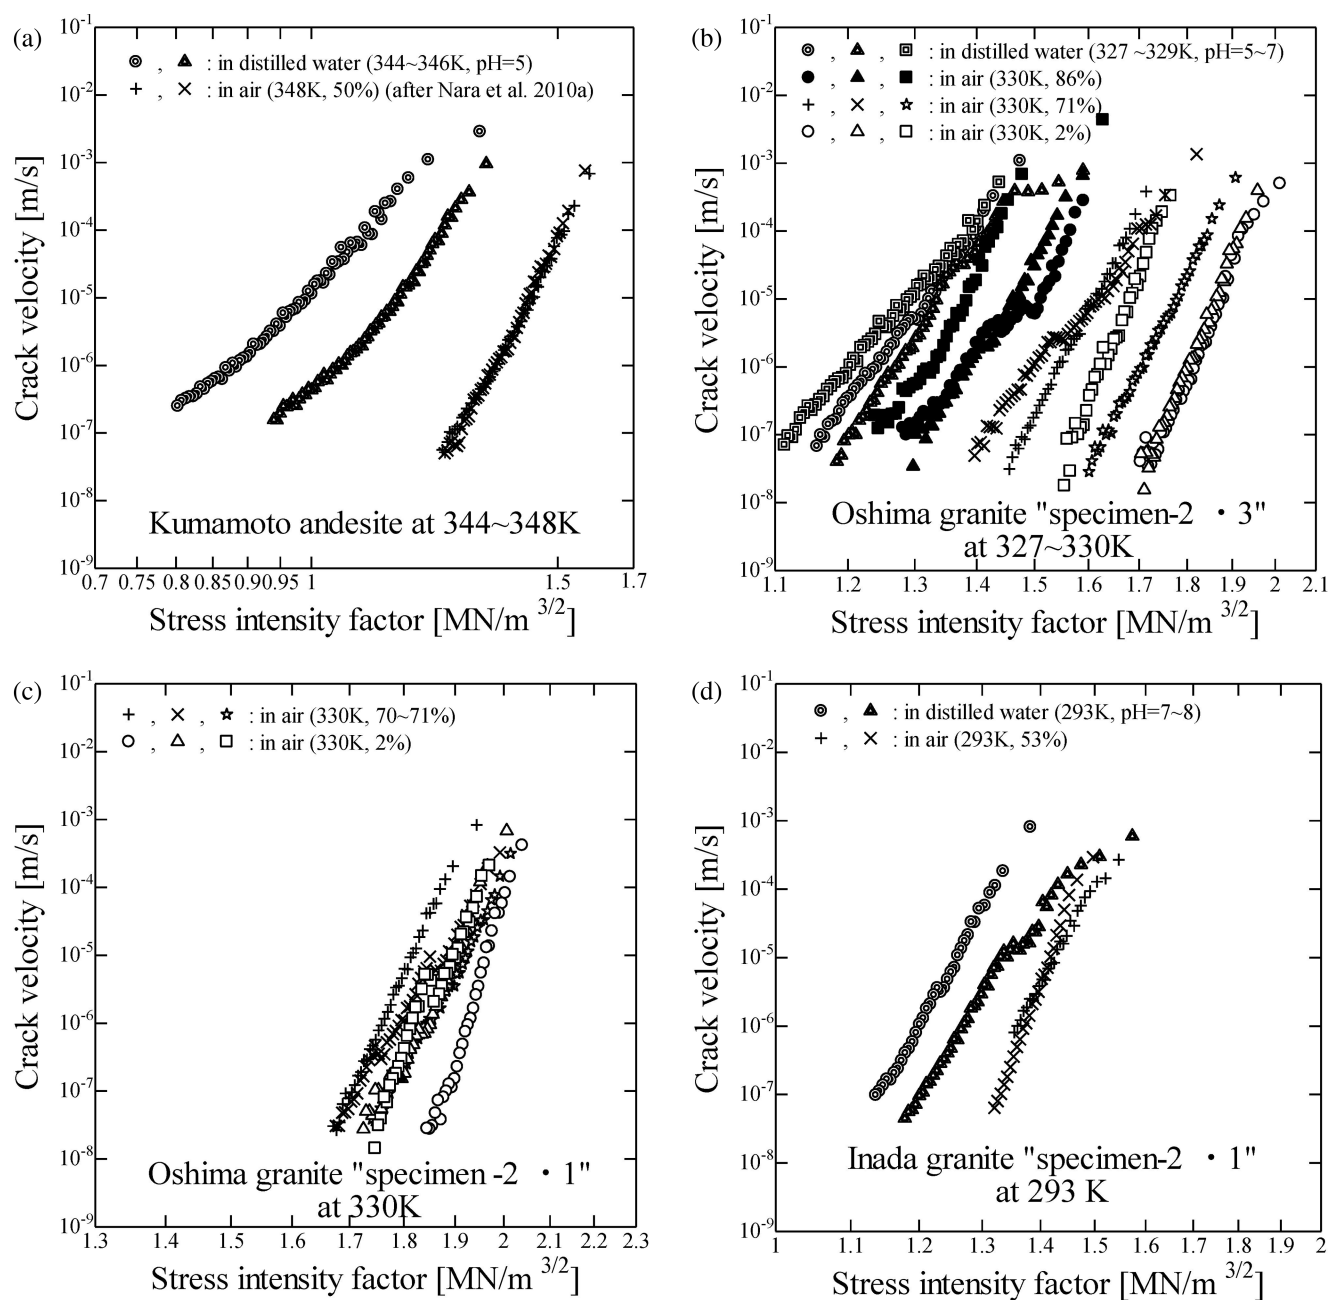 (a)
10-1
10-2
10-3
10-4
10-5
10-6
10-7
10-8
10-9
Crack velocity [m/s]
, : in distilled water (344~346K, pH=5)
, : in air (348K, 50%) (after Nara et al. 2010a)
Kumamoto andesite at 344~348K
0.7 0.75 0.8 0.85 0.90 0.95 1 1.5 1.7
Stress intensity factor [MN/m 3/2]
(b)
10-1
10-2
10-3
10-4
10-5
10-6
10-7
10-8
10-9
Crack velocity [m/s]
, , : in distilled water (327 ~329K, pH=5~7)
, , : in air (330K, 86%)
, , : in air (330K, 71%)
, , : in air (330K, 2%)
Oshima granite "specimen-2 • 3"
at 327~330K
1.1 1.2 1.3 1.4 1.5 1.6 1.7 1.8 1.9 2 2.1
Stress intensity factor [MN/m 3/2]
(c)
10-1
10-2
10-3
10-4
10-5
10-6
10-7
10-8
10-9
Crack velocity [m/s]
, , : in air (330K, 70~71%)
, , : in air (330K, 2%)
Oshima granite "specimen -2 • 1"
at 330K
1.3 1.4 1.5 1.6 1.7 1.8 1.9 2 2.1 2.2 2.3
Stress intensity factor [MN/m 3/2]
(d)
10-1
10-2
10-3
10-4
10-5
10-6
10-7
10-8
10-9
Crack velocity [m/s]
, : in distilled water (293K, pH=7~8)
, : in air (293K, 53%)
Inada granite "specimen-2 • 1"
at 293 K
1 1.1 1.2 1.3 1.4 1.5 1.6 1.7 1.8 1.9 2
Stress intensity factor [MN/m 3/2]